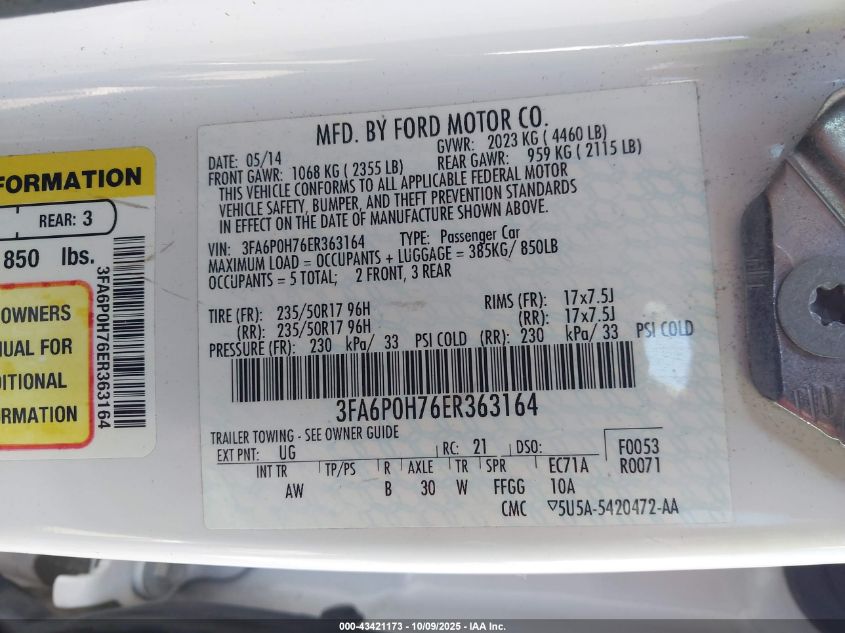 FORMATION
REAR: 3
850 lbs.
OWNERS
UAL FOR
DITIONAL
ORMATION
3FA6P0H76ER363164
MFD. BY FORD MOTOR CO.
DATE: 05/14 GVWR: 2023 KG ( 4460 LB)
FRONT GAWR: 1068 KG ( 2355 LB) REAR GAWR: 959 KG ( 2115 LB)
THIS VEHICLE CONFORMS TO ALL APPLICABLE FEDERAL MOTOR
VEHICLE SAFETY, BUMPER, AND THEFT PREVENTION STANDARDS
IN EFFECT ON THE DATE OF MANUFACTURE SHOWN ABOVE.
VIN: 3FA6P0H76ER363164 TYPE: Passenger Car
MAXIMUM LOAD = OCCUPANTS + LUGGAGE = 385KG/ 850LB
OCCUPANTS = 5 TOTAL; 2 FRONT, 3 REAR
TIRE (FR): 235/50R17 96H RIMS (FR): 17x7.5J
(RR): 235/50R17 96H (RR): 17x7.5J
PRESSURE (FR): 230 kPa/ 33 PSI COLD (RR): 230 kPa/ 33 PSI COLD
3FA6P0H76ER363164
TRAILER TOWING - SEE OWNER GUIDE
EXT PNT: UG RC: 21 DSO: F0053
R0071
INT TR TP/PS R AXLE TR SPR EC71A
AW B 30 W FFGG 10A
CMC ▽5U5A-5420472-AA
000-43421173 - 10/09/2025 - IAA Inc.